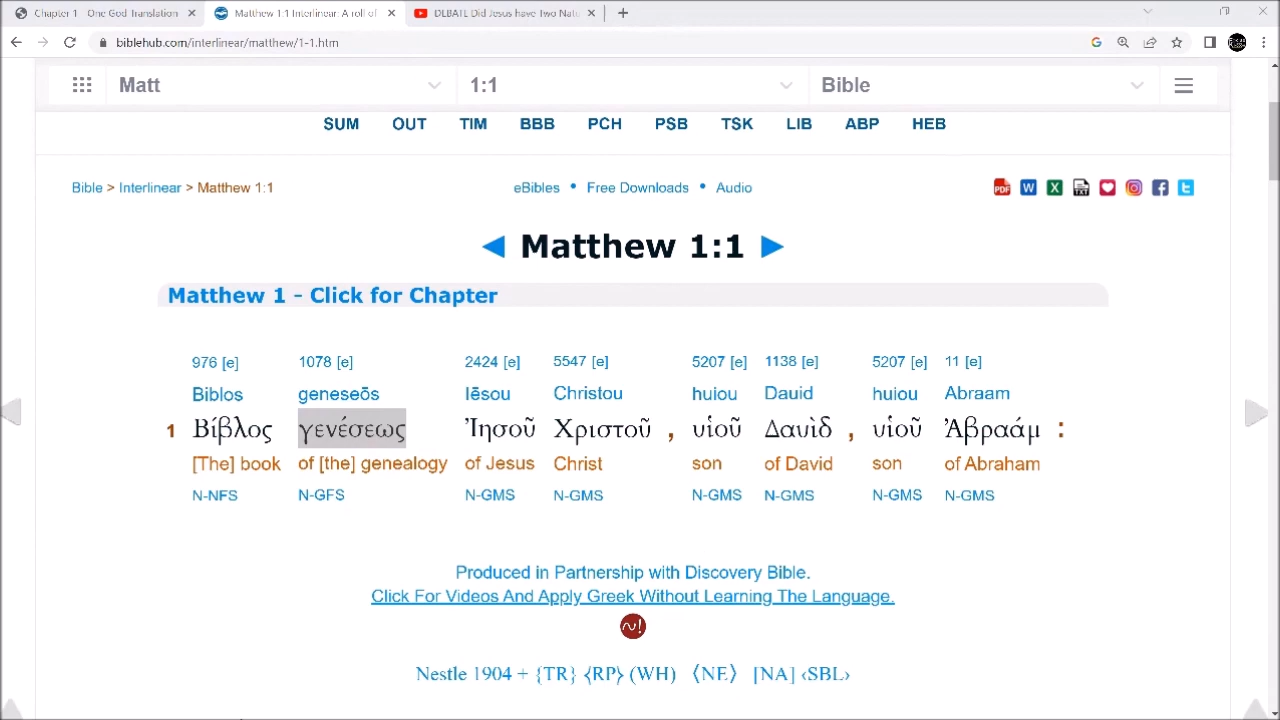 Chapter 1 - One God Translation
Matthew 1:1 Interlinear: A roll of
DEBATE Did Jesus have Two Natu
biblehub.com/interlinear/matthew/1-1.htm
Matt 1:1 Bible
SUM OUT TIM BBB PCH PSB TSK LIB ABP HEB
Bible > Interlinear > Matthew 1:1 eBibles • Free Downloads • Audio
PDF W X TXT
◄ Matthew 1:1 ►
Matthew 1 - Click for Chapter
976 [e] 1078 [e] 2424 [e] 5547 [e] 5207 [e] 1138 [e] 5207 [e] 11 [e]
Biblos geneseōs Iēsou Christou huiou Dauid huiou Abraam
1 Βίβλος γενέσεως Ἰησοῦ Χριστοῦ , υἱοῦ Δαυὶδ , υἱοῦ Ἀβραάμ :
[The] book of [the] genealogy of Jesus Christ son of David son of Abraham
N-NFS N-GFS N-GMS N-GMS N-GMS N-GMS N-GMS N-GMS
Produced in Partnership with Discovery Bible.
Click For Videos And Apply Greek Without Learning The Language.
Nestle 1904 + {TR} ⧼RP⧽ (WH) 〈NE〉 [NA] ‹SBL›